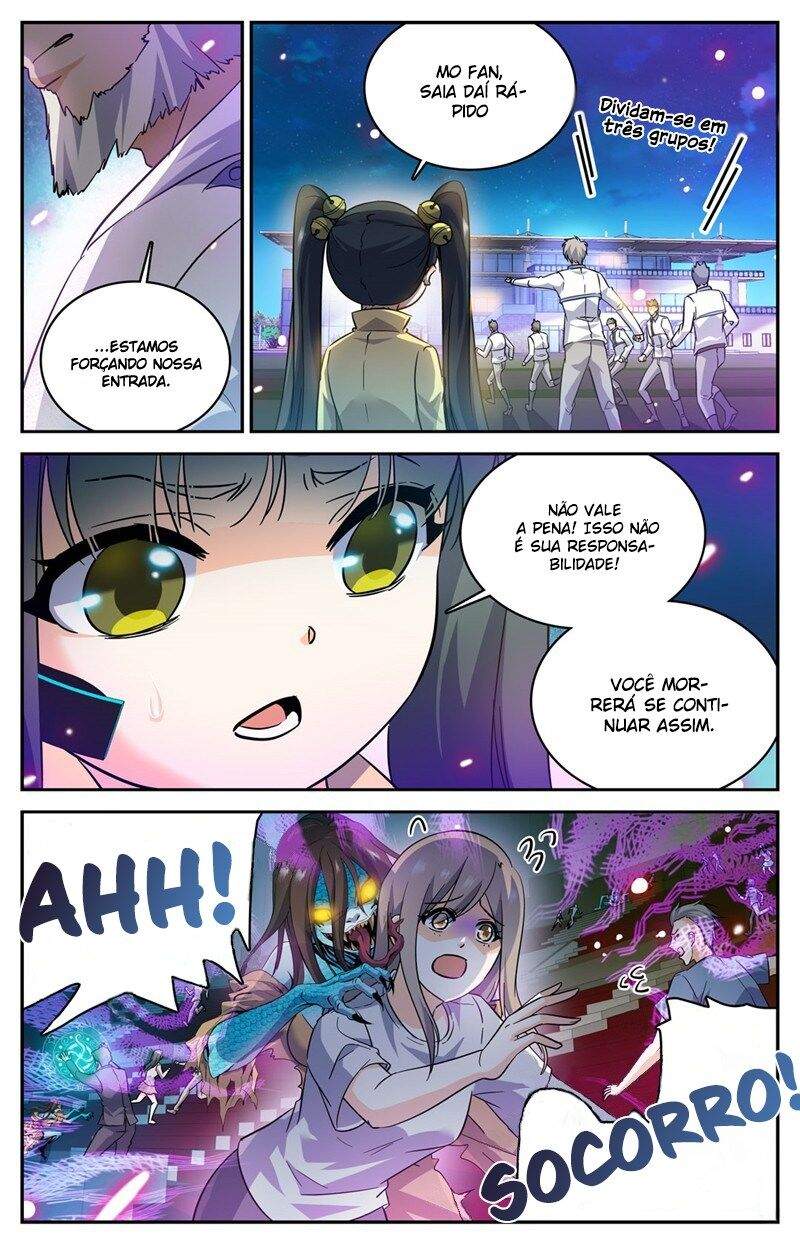 ...ESTAMOS
FORÇANDO NOSSA
ENTRADA.
MO FAN,
SAIA DAÍ RÁ-
PIDO
Dividam-se em
três grupos!
NÃO VALE
A PENA! ISSO NÃO
É SUA RESPONSA-
BILIDADE!
VOCÊ MOR-
RERÁ SE CONTI-
NUAR ASSIM.
AHH!
SOCORRO!